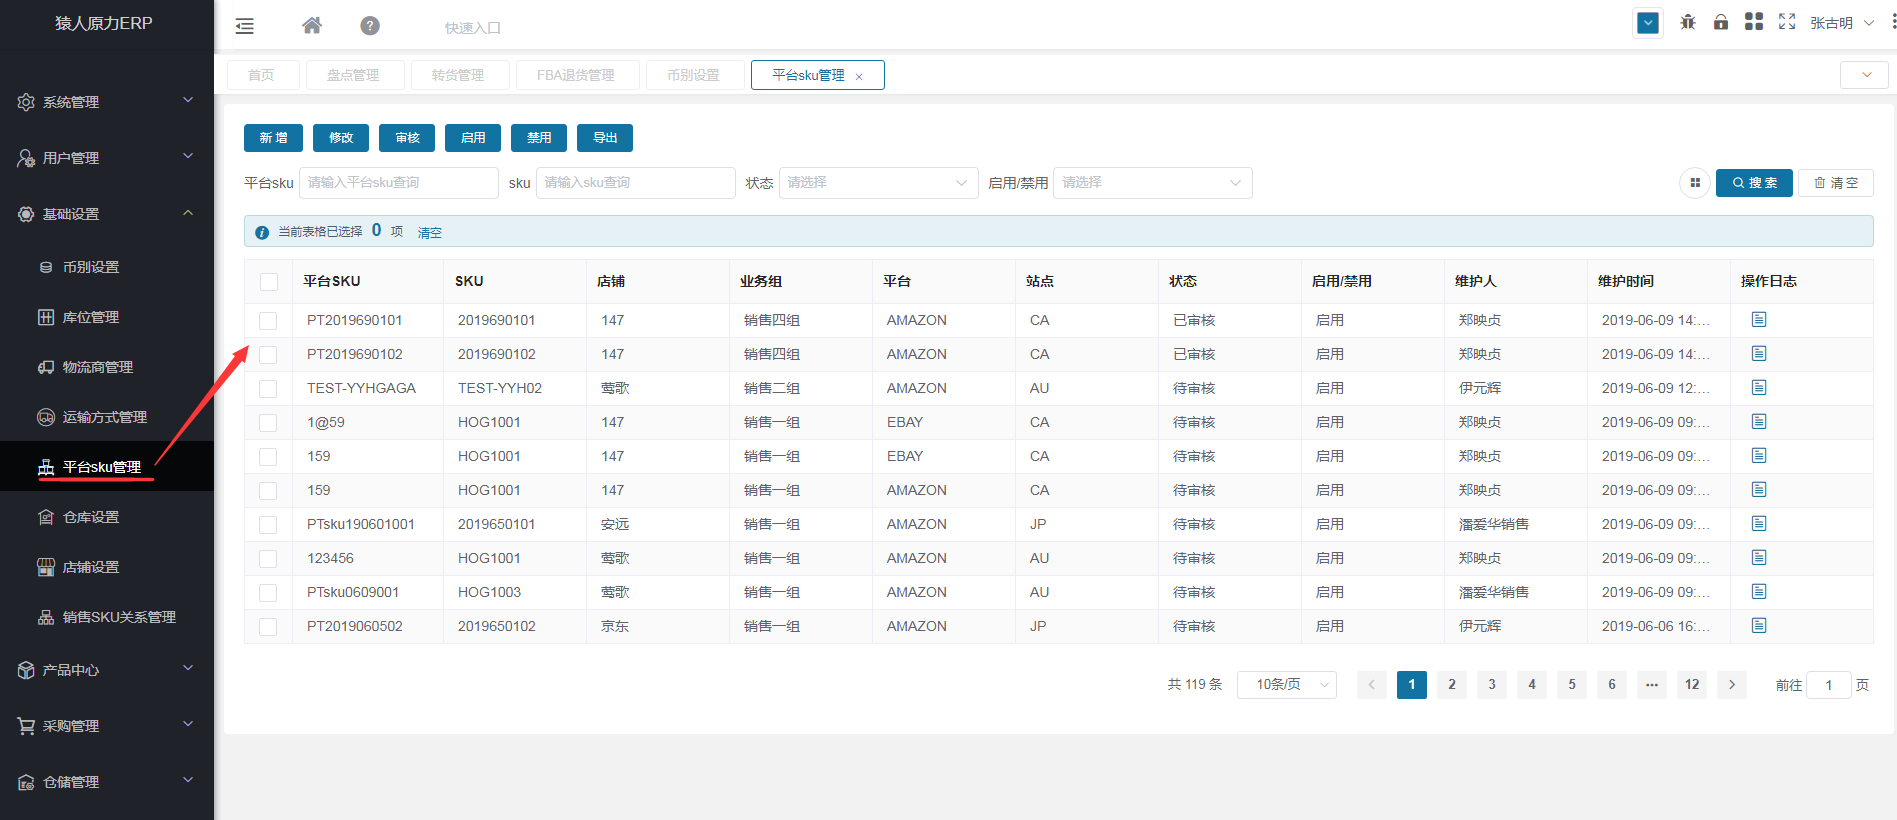 猿人原力ERP
快速入口
张古明
首页 盘点管理 转货管理 FBA退货管理 币别设置 平台sku管理 ×
系统管理
用户管理
基础设置
币别设置
库位管理
物流商管理
运输方式管理
平台sku管理
仓库设置
店铺设置
销售SKU关系管理
产品中心
采购管理
仓储管理
新增 修改 审核 启用 禁用 导出
平台sku 请输入平台sku查询 sku 请输入sku查询 状态 请选择 启用/禁用 请选择 搜索 清空
当前表格已选择 0 项 清空
平台SKU SKU 店铺 业务组 平台 站点 状态 启用/禁用 维护人 维护时间 操作日志
PT2019690101 2019690101 147 销售四组 AMAZON CA 已审核 启用 郑映贞 2019-06-09 14:...
PT2019690102 2019690102 147 销售四组 AMAZON CA 已审核 启用 郑映贞 2019-06-09 14:...
TEST-YYHGAGA TEST-YYH02 莺歌 销售二组 AMAZON AU 待审核 启用 伊元辉 2019-06-09 12:...
1@59 HOG1001 147 销售一组 EBAY CA 待审核 启用 郑映贞 2019-06-09 09:...
159 HOG1001 147 销售一组 EBAY CA 待审核 启用 郑映贞 2019-06-09 09:...
159 HOG1001 147 销售一组 AMAZON CA 待审核 启用 郑映贞 2019-06-09 09:...
PTsku190601001 2019650101 安远 销售一组 AMAZON JP 待审核 启用 潘爱华销售 2019-06-09 09:...
123456 HOG1001 莺歌 销售一组 AMAZON AU 待审核 启用 郑映贞 2019-06-09 09:...
PTsku0609001 HOG1003 莺歌 销售一组 AMAZON AU 待审核 启用 潘爱华销售 2019-06-09 09:...
PT2019060502 2019650102 京东 销售一组 AMAZON JP 待审核 启用 伊元辉 2019-06-06 16:...
共 119 条 10条/页 1 2 3 4 5 6 ... 12 前往 1 页